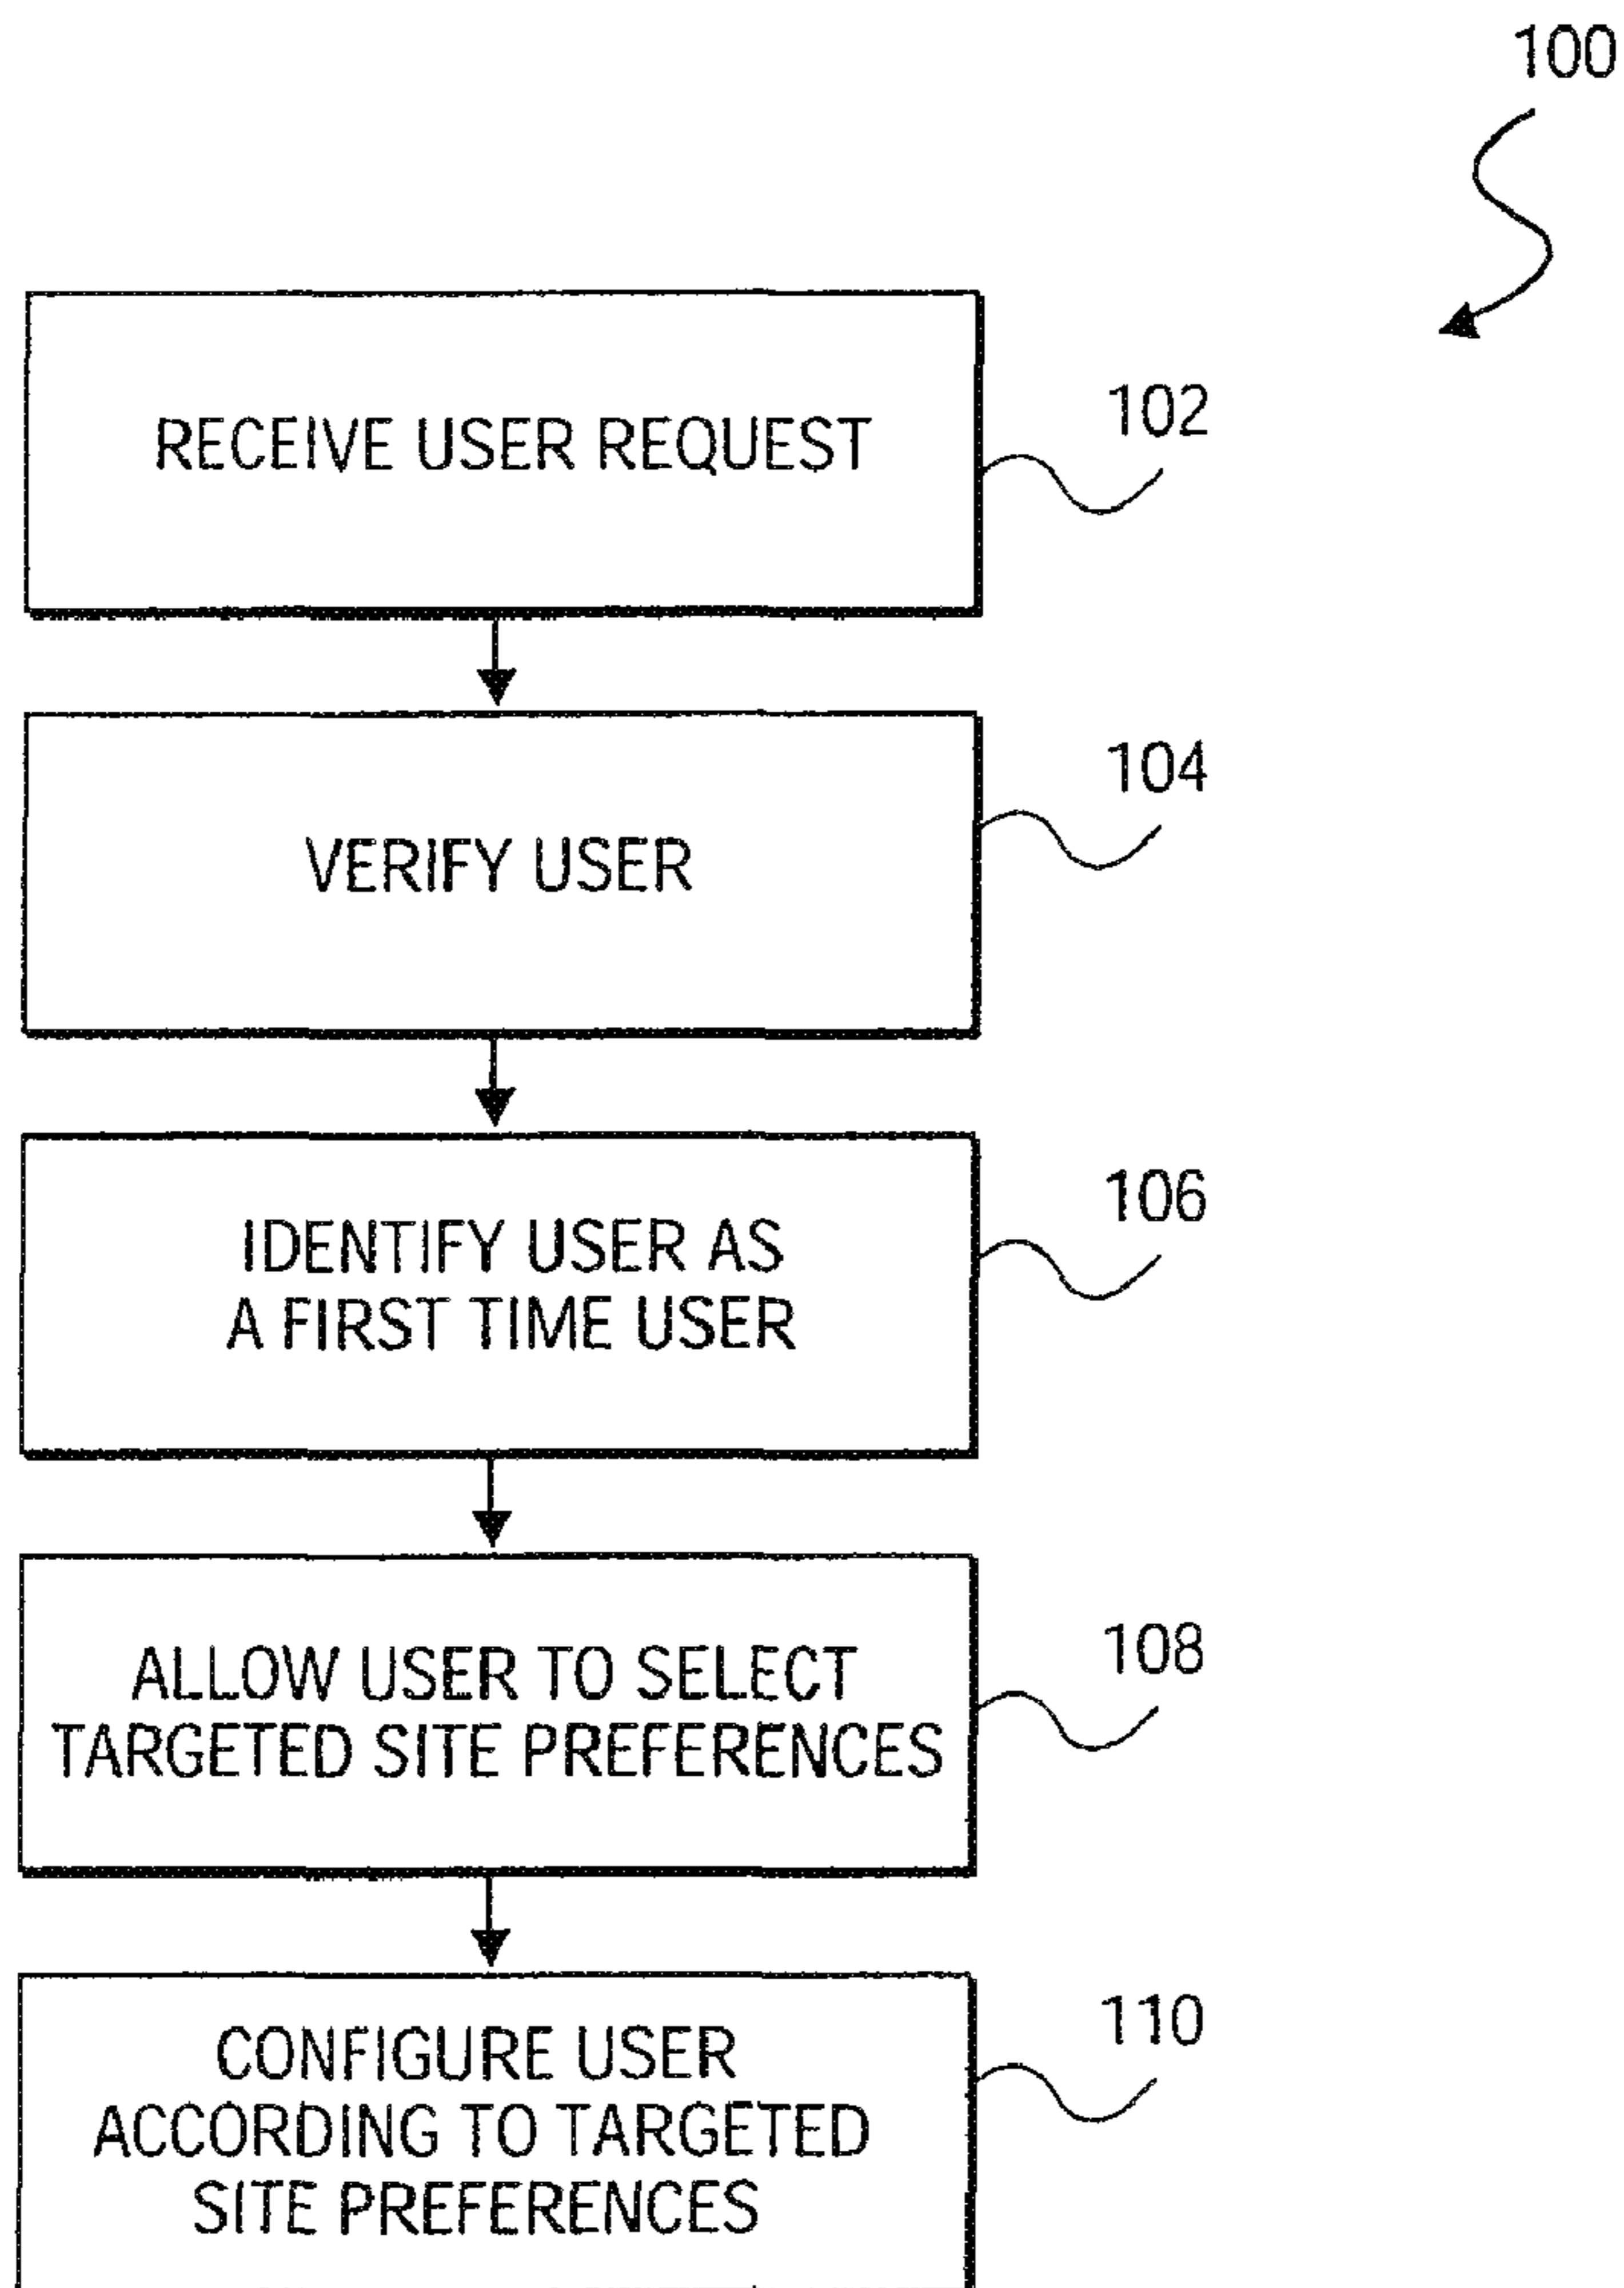 100
RECEIVE USER REQUEST
102
VERIFY USER
104
IDENTIFY USER AS
A FIRST TIME USER
106
ALLOW USER TO SELECT
TARGETED SITE PREFERENCES
108
CONFIGURE USER
ACCORDING TO TARGETED
SITE PREFERENCES
110